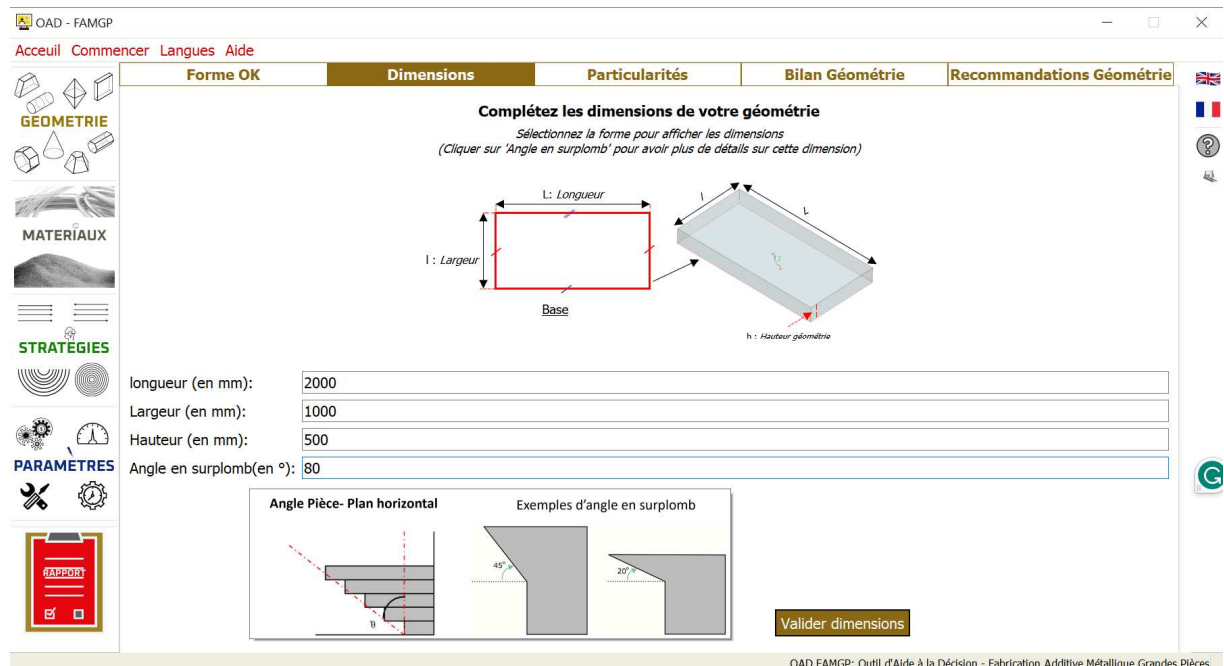 OAD - FAMGP
Acceuil Commencer Langues Aide
Forme OK
Dimensions
Particularités
Bilan Géométrie
Recommandations Géométrie
GEOMETRIE
MATERIAUX
STRATEGIES
PARAMETRES
RAPPORT
Complétez les dimensions de votre géométrie
Sélectionnez la forme pour afficher les dimensions
(Cliquer sur 'Angle en surplomb' pour avoir plus de détails sur cette dimension)
L: Longueur
l : Largeur
Base
l
L
h : Hauteur géométrie
longueur (en mm): 2000
Largeur (en mm): 1000
Hauteur (en mm): 500
Angle en surplomb(en °): 80
Angle Pièce- Plan horizontal
θ
Exemples d'angle en surplomb
45°
20°
Valider dimensions
G
OAD FAMGP: Outil d'Aide à la Décision - Fabrication Additive Métallique Grandes Pièces